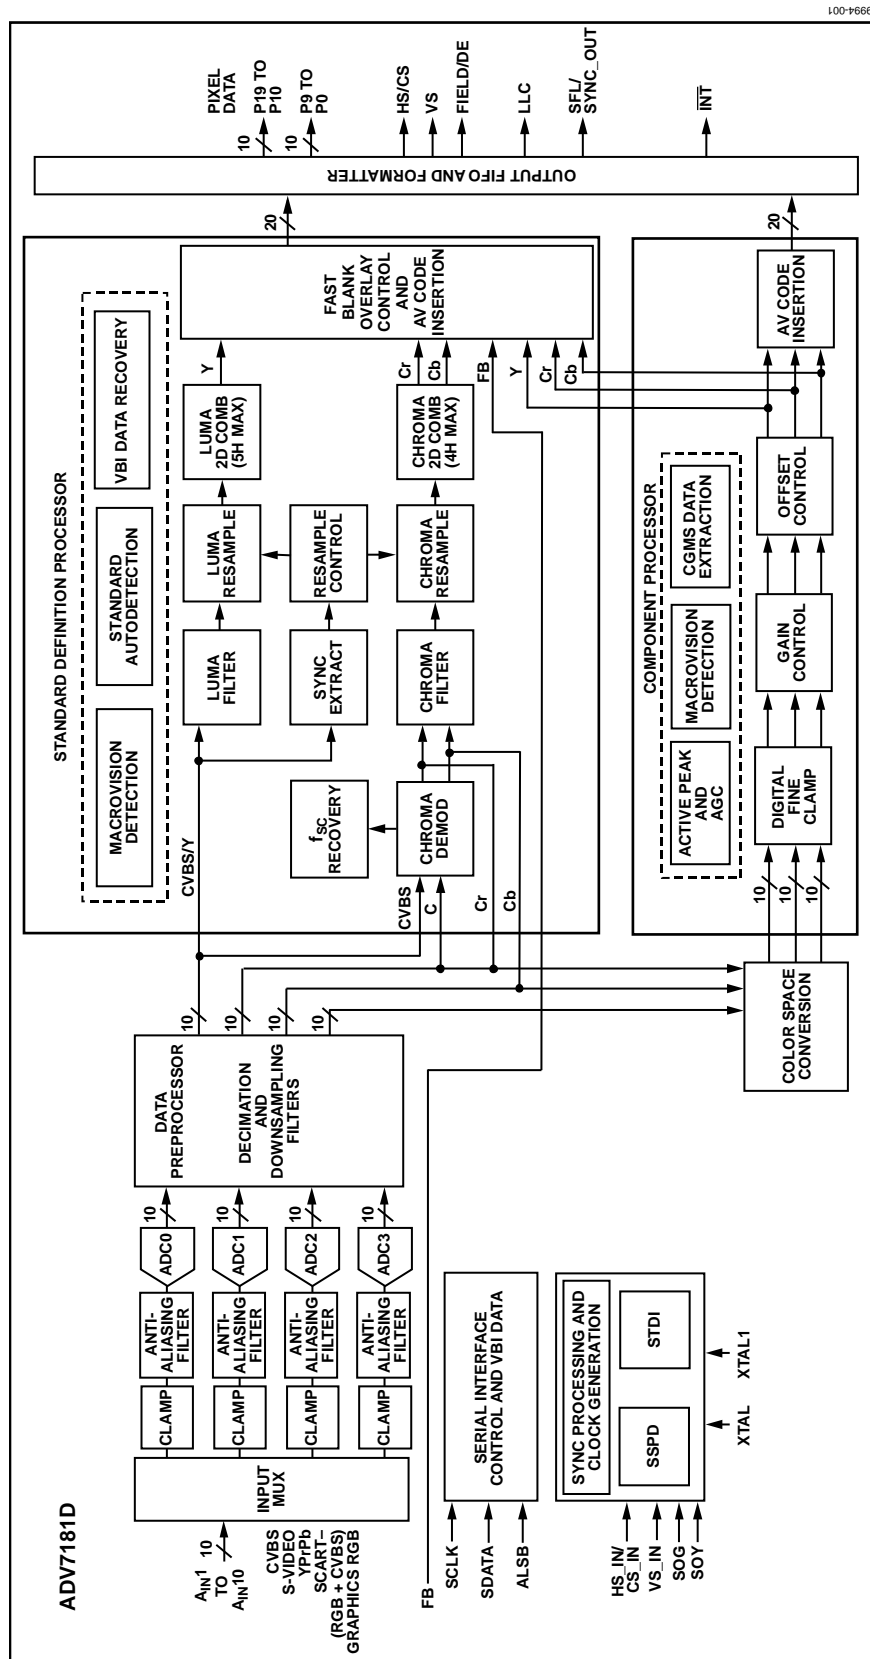 09994-001
ADV7181D
A_IN1
TO
A_IN10
10
CVBS
S-VIDEO
YPrPb
SCART–
(RGB + CVBS)
GRAPHICS RGB
INPUT
MUX
CLAMP
ANTI-
ALIASING
FILTER
ADC0
10
CLAMP
ANTI-
ALIASING
FILTER
ADC1
10
CLAMP
ANTI-
ALIASING
FILTER
ADC2
10
CLAMP
ANTI-
ALIASING
FILTER
ADC3
10
DATA
PREPROCESSOR
DECIMATION
AND
DOWNSAMPLING
FILTERS
10
10
10
10
FB
SCLK
SDATA
ALSB
SERIAL INTERFACE
CONTROL AND VBI DATA
HS_IN/
CS_IN
VS_IN
SOG
SOY
SYNC PROCESSING AND
CLOCK GENERATION
SSPD
STDI
XTAL
XTAL1
STANDARD DEFINITION PROCESSOR
MACROVISION
DETECTION
STANDARD
AUTODETECTION
VBI DATA RECOVERY
CVBS/Y
LUMA
FILTER
LUMA
RESAMPLE
LUMA
2D COMB
(5H MAX)
Y
SYNC
EXTRACT
RESAMPLE
CONTROL
f_SC
RECOVERY
CVBS
C
Cr
Cb
CHROMA
DEMOD
CHROMA
FILTER
CHROMA
RESAMPLE
CHROMA
2D COMB
(4H MAX)
Cr
Cb
FB
Y
Cr
Cb
FAST
BLANK
OVERLAY
CONTROL
AND
AV CODE
INSERTION
20
COLOR SPACE
CONVERSION
10
10
10
COMPONENT PROCESSOR
ACTIVE PEAK
AND
AGC
MACROVISION
DETECTION
CGMS DATA
EXTRACTION
DIGITAL
FINE
CLAMP
GAIN
CONTROL
OFFSET
CONTROL
AV CODE
INSERTION
20
OUTPUT FIFO AND FORMATTER
PIXEL
DATA
10
P19 TO
P10
10
P9 TO
P0
HS/CS
VS
FIELD/DE
LLC
SFL/
SYNC_OUT
INT